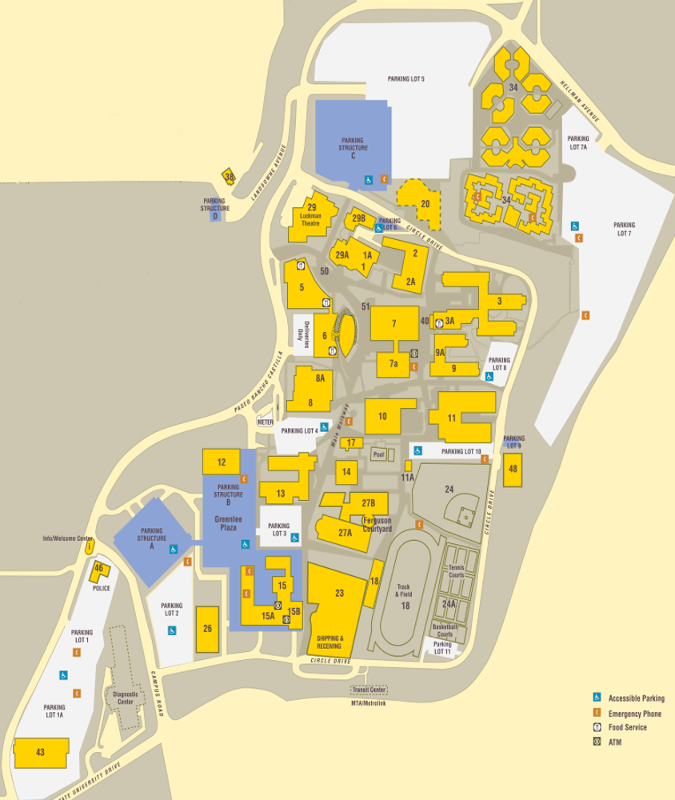 PARKING LOT 5
34
HELLMAN AVENUE
PARKING
LOT 7A
PARKING
STRUCTURE
C
LANSDOWNE AVENUE
38
PARKING
STRUCTURE
D
20
34
29
Luckman
Theatre
29B
PARKING
LOT 6
CIRCLE DRIVE
PARKING
LOT 7
29A
1A
1
2
2A
50
5
51
3
3A
40
7
Deliveries
Only
6
7a
9A
9
PARKING
LOT 8
PASEO RANCHO CASTILLA
8A
8
MAIN WALKWAY
10
11
METER
PARKING LOT 4
17
Pool
PARKING LOT 10
PARKING
LOT 9
48
12
13
14
11A
24
PARKING
STRUCTURE
B
Greenlee
Plaza
27B
27A
Ferguson
Courtyard
CIRCLE DRIVE
PARKING
LOT 3
PARKING
STRUCTURE
A
Info/Welcome Center
i
46
POLICE
Tennis
Courts
15
15A
15B
23
18
Track
& Field
18
24A
Basketball
Courts
PARKING
LOT 2
26
SHIPPING &
RECEIVING
Parking
LOT 11
PARKING
LOT 1
CIRCLE DRIVE
CAMPUS ROAD
Diagnostic
Center
Transit Center
MTA/Metrolink
PARKING
LOT 1A
43
STATE UNIVERSITY DRIVE
Accessible Parking
Emergency Phone
Food Service
ATM